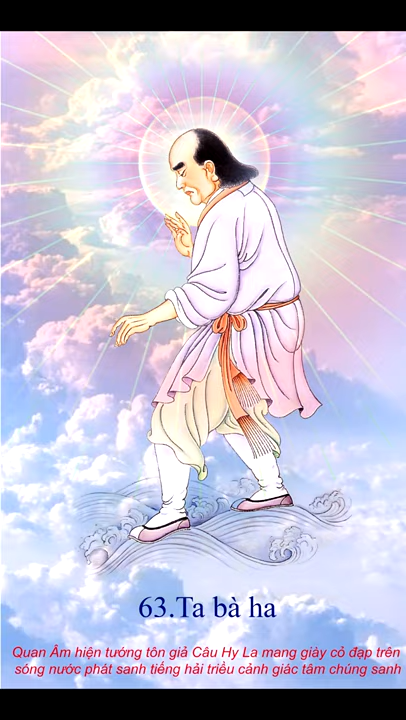 63.Ta bà ha
Quan Âm hiện tướng tôn giả Câu Hy La mang giày cỏ đạp trên
sóng nước phát sanh tiếng hải triều cảnh giác tâm chúng sanh